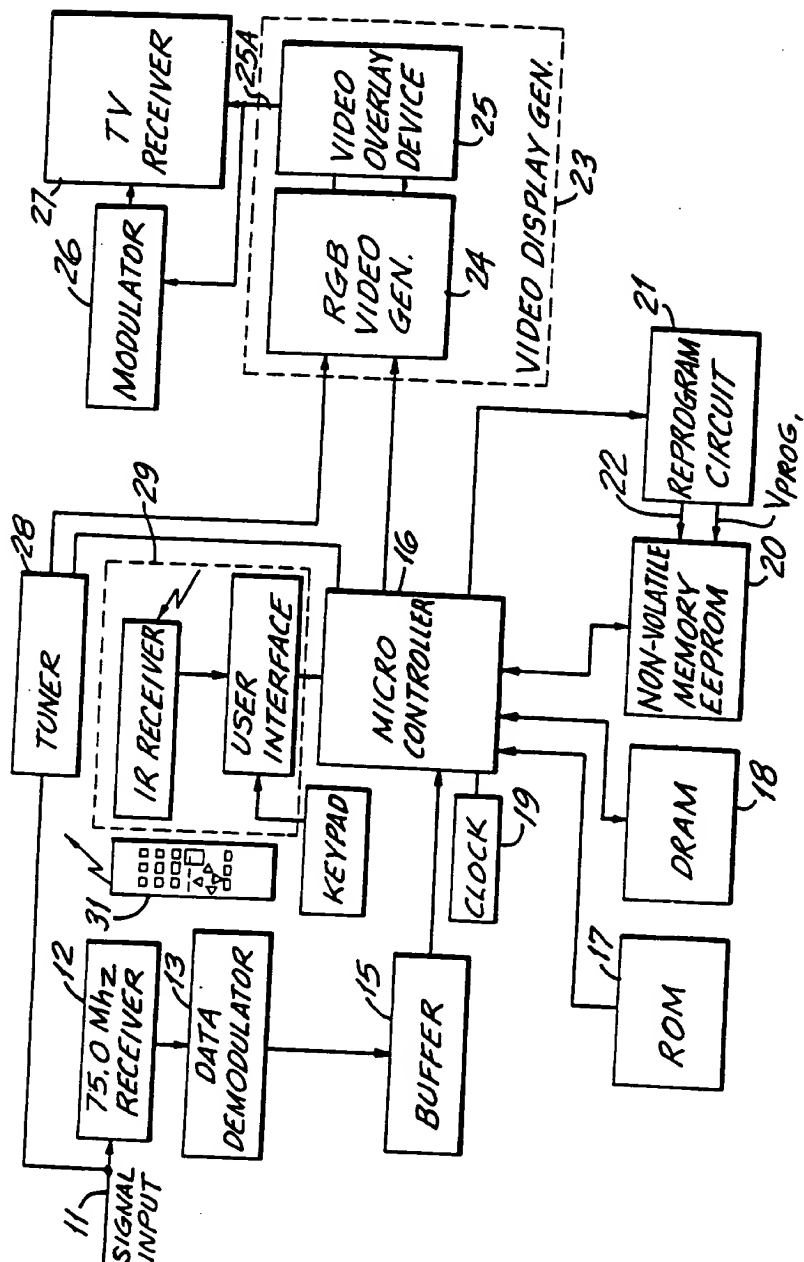 11
SIGNAL
INPUT
12
75.0 Mhz
RECEIVER
13
DATA
DEMODULATOR
15
BUFFER
31
28
TUNER
29
IR RECEIVER
USER
INTERFACE
KEYPAD
16
MICRO
CONTROLLER
CLOCK
19
17
ROM
DRAM
18
NON-VOLATILE
MEMORY
EEPROM
20
22
VPROG.
21
REPROGRAM
CIRCUIT
26
MODULATOR
27
TV
RECEIVER
25A
RGB
VIDEO
GEN.
24
VIDEO
OVERLAY
DEVICE
25
VIDEO DISPLAY GEN.
23